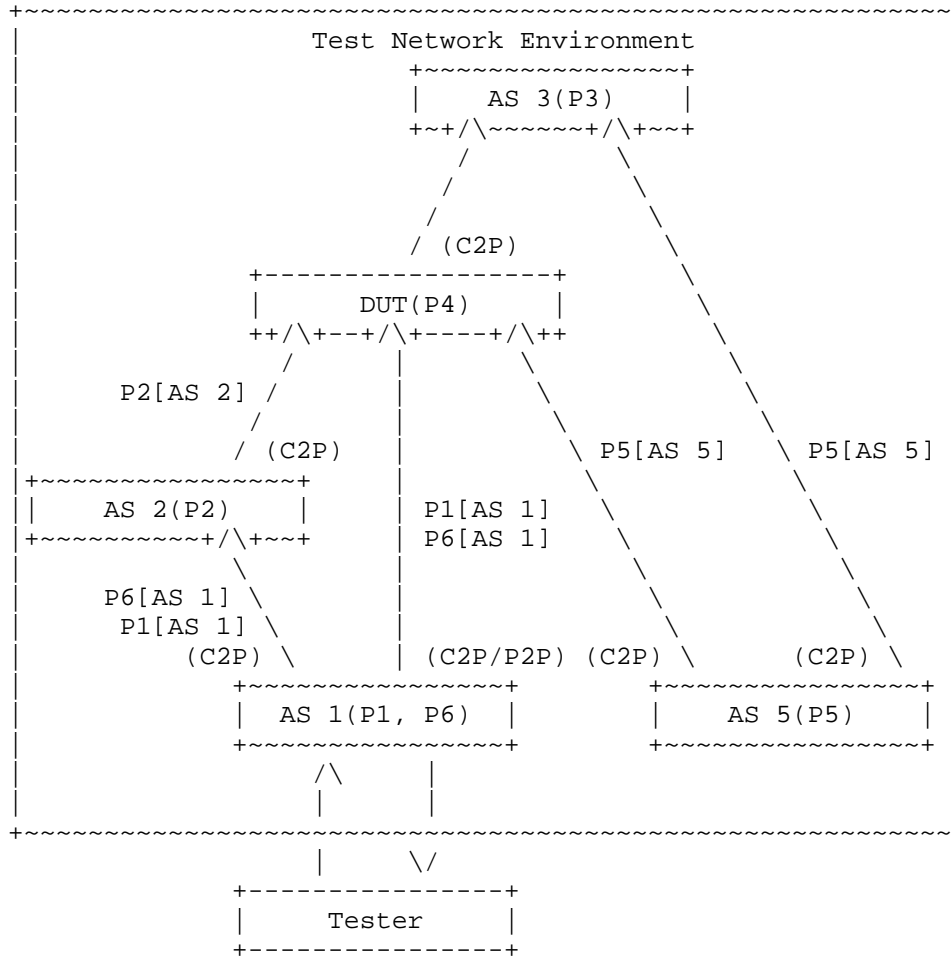 Test Network Environment
AS 3(P3)
(C2P)
DUT(P4)
P2[AS 2]
(C2P) P5[AS 5] P5[AS 5]
AS 2(P2) P1[AS 1]
P6[AS 1]
P6[AS 1]
P1[AS 1]
(C2P) (C2P/P2P) (C2P) (C2P)
AS 1(P1, P6) AS 5(P5)
Tester